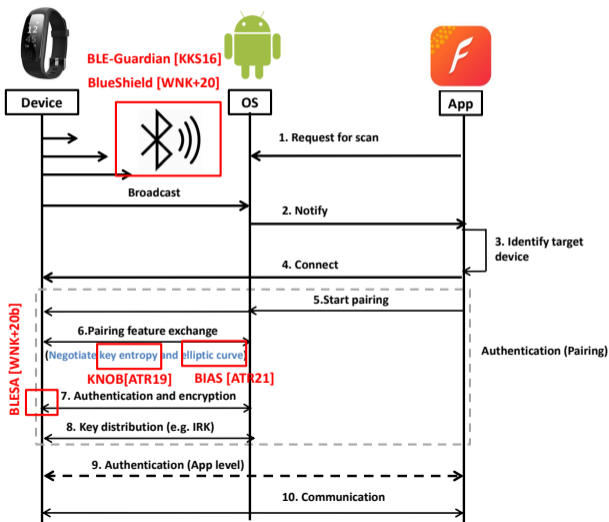 BLE-Guardian [KKS16]
BlueShield [WNK+20]
Device
OS
App
1. Request for scan
Broadcast
2. Notify
3. Identify target
device
4. Connect
5.Start pairing
6.Pairing feature exchange
(Negotiate key entropy and elliptic curve)
KNOB[ATR19]
BIAS [ATR21]
Authentication (Pairing)
BLESA [WNK+20b]
7. Authentication and encryption
8. Key distribution (e.g. IRK)
9. Authentication (App level)
10. Communication